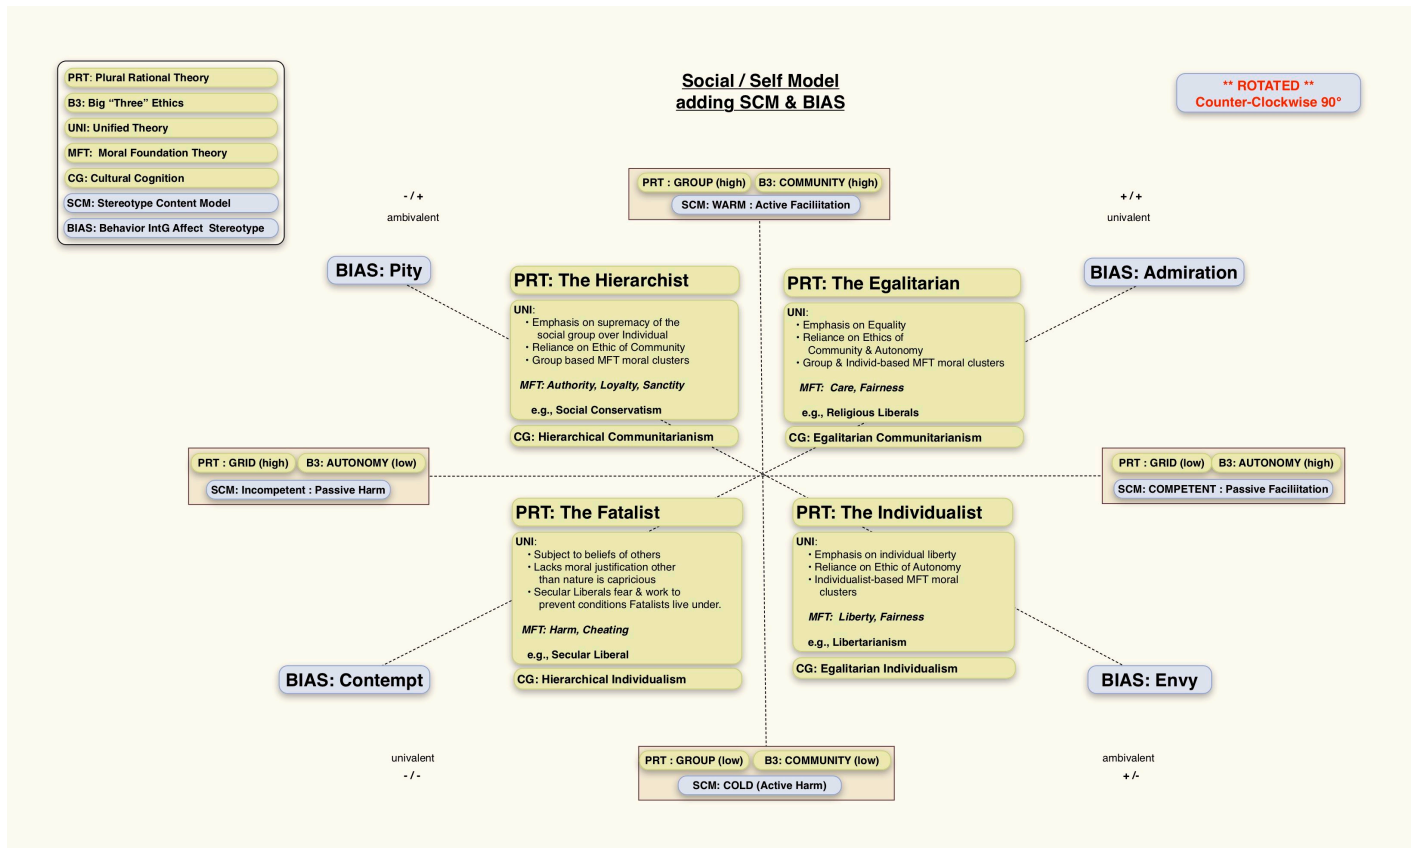 Social / Self Model
adding SCM & BIAS
** ROTATED **
Counter-Clockwise 90°
PRT: Plural Rational Theory
B3: Big “Three” Ethics
UNI: Unified Theory
MFT:  Moral Foundation Theory
CG: Cultural Cognition
SCM: Stereotype Content Model
BIAS: Behavior IntG Affect  Stereotype
- / +
ambivalent
PRT : GROUP (high)
B3: COMMUNITY (high)
SCM: WARM : Active Faciliitation
+ / +
univalent
BIAS: Pity
BIAS: Admiration
PRT: The Hierarchist
UNI:
• Emphasis on supremacy of the
social group over Individual
• Reliance on Ethic of Community
• Group based MFT moral clusters
MFT: Authority, Loyalty, Sanctity
e.g., Social Conservatism
CG: Hierarchical Communitarianism
PRT: The Egalitarian
UNI:
• Emphasis on Equality
• Reliance on Ethics of
Community & Autonomy
• Group & Individ-based MFT moral clusters
MFT:  Care, Fairness
e.g., Religious Liberals
CG: Egalitarian Communitarianism
PRT : GRID (high)
B3: AUTONOMY (low)
SCM: Incompetent : Passive Harm
PRT : GRID (low)
B3: AUTONOMY (high)
SCM: COMPETENT : Passive Faciliitation
PRT: The Fatalist
UNI:
• Subject to beliefs of others
• Lacks moral justification other
than nature is capricious
• Secular Liberals fear & work to
prevent conditions Fatalists live under.
MFT: Harm, Cheating
e.g., Secular Liberal
CG: Hierarchical Individualism
PRT: The Individualist
UNI:
• Emphasis on individual liberty
• Reliance on Ethic of Autonomy
• Individualist-based MFT moral
clusters
MFT:  Liberty, Fairness
e.g., Libertarianism
CG: Egalitarian Individualism
BIAS: Contempt
BIAS: Envy
univalent
- / -
PRT : GROUP (low)
B3: COMMUNITY (low)
SCM: COLD (Active Harm)
ambivalent
+ /-